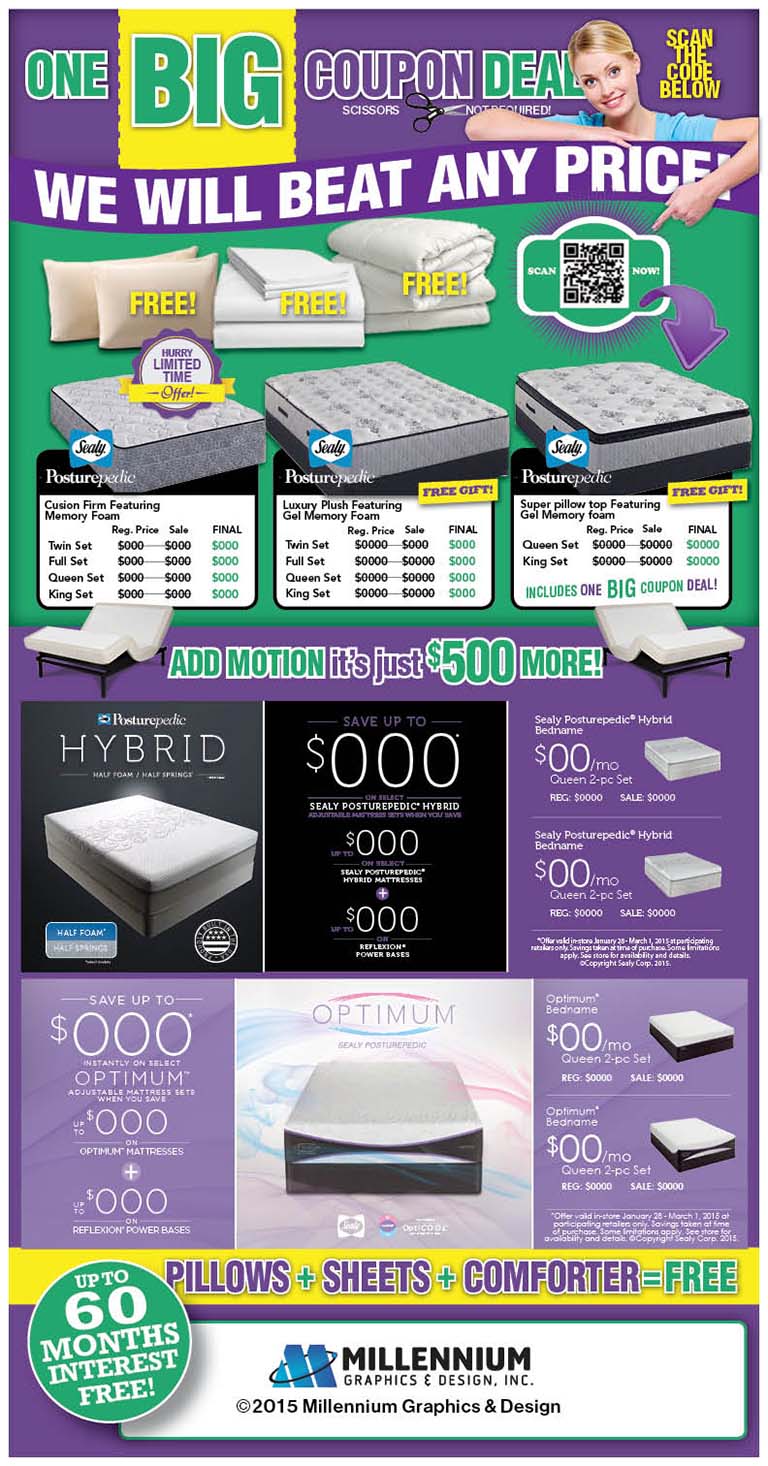 ONE BIG COUPON DEAL
SCISSORS NOT REQUIRED!
SCAN
THE
CODE
BELOW
WE WILL BEAT ANY PRICE!
FREE!
FREE!
FREE!
SCAN NOW!
HURRY
LIMITED
TIME
Offer!
Sealy
Posturepedic
Cusion Firm Featuring
Memory Foam
Reg. Price Sale FINAL
Twin Set $000 $000 $000
Full Set $000 $000 $000
Queen Set $000 $000 $000
King Set $000 $000 $000
Sealy
Posturepedic
FREE GIFT!
Luxury Plush Featuring
Gel Memory Foam
Reg. Price Sale FINAL
Twin Set $0000 $0000 $000
Full Set $0000 $0000 $000
Queen Set $0000 $0000 $000
King Set $0000 $0000 $000
Sealy
Posturepedic
FREE GIFT!
Super pillow top Featuring
Gel Memory foam
Reg. Price Sale FINAL
Queen Set $0000 $0000 $0000
King Set $0000 $0000 $0000
INCLUDES ONE BIG COUPON DEAL!
ADD MOTION it's just $500 MORE!
Posturepedic
HYBRID
HALF FOAM / HALF SPRINGS
HALF FOAM*
HALF SPRINGS
SAVE UP TO
$000*
ON SELECT
SEALY POSTUREPEDIC® HYBRID
ADJUSTABLE MATTRESS SETS WHEN YOU SAVE
UP TO $000
ON SELECT
SEALY POSTUREPEDIC®
HYBRID MATTRESSES
+
UP TO $000
ON
REFLEXION®
POWER BASES
Sealy Posturepedic® Hybrid
Bedname
$00/mo
Queen 2-pc Set
REG: $0000 SALE: $0000
Sealy Posturepedic® Hybrid
Bedname
$00/mo
Queen 2-pc Set
REG: $0000 SALE: $0000
*Offer valid in-store January 28 - March 1, 2015 at participating
retailers only. Savings taken at time of purchase. Some limitations
apply. See store for availability and details.
©Copyright Sealy Corp. 2015.
SAVE UP TO
$000*
INSTANTLY ON SELECT
OPTIMUM™
ADJUSTABLE MATTRESS SETS
WHEN YOU SAVE
UP TO $000
ON
OPTIMUM™ MATTRESSES
+
UP TO $000
ON
REFLEXION® POWER BASES
OPTIMUM
SEALY POSTUREPEDIC
Sealy
OptiCOOL
Optimum™
Bedname
$00/mo
Queen 2-pc Set
REG: $0000 SALE: $0000
Optimum™
Bedname
$00/mo
Queen 2-pc Set
REG: $0000 SALE: $0000
*Offer valid in-store January 28 - March 1, 2015 at
participating retailers only. Savings taken at time
of purchase. Some limitations apply. See store for
availability and details. ©Copyright Sealy Corp. 2015.
PILLOWS + SHEETS + COMFORTER = FREE
UP TO
60
MONTHS
INTEREST
FREE!
MILLENNIUM
GRAPHICS & DESIGN, INC.
©2015 Millennium Graphics & Design